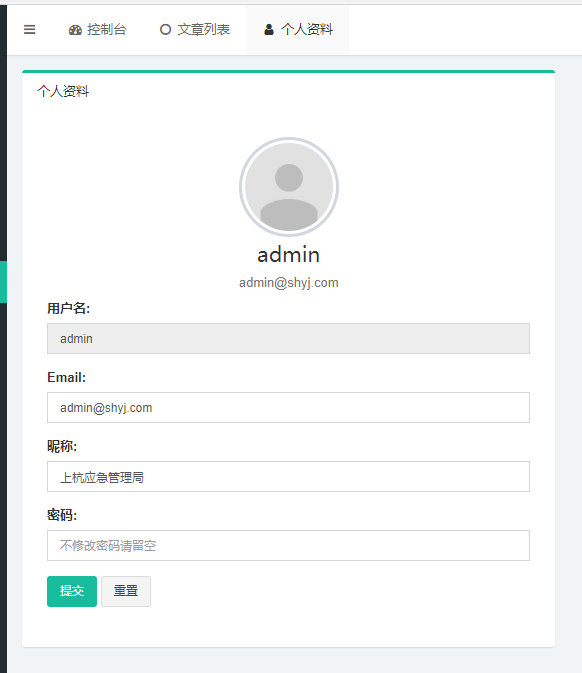 控制台 文章列表 个人资料
个人资料
admin
admin@shyj.com
用户名:
admin
Email:
admin@shyj.com
昵称:
上杭应急管理局
密码:
不修改密码请留空
提交 重置